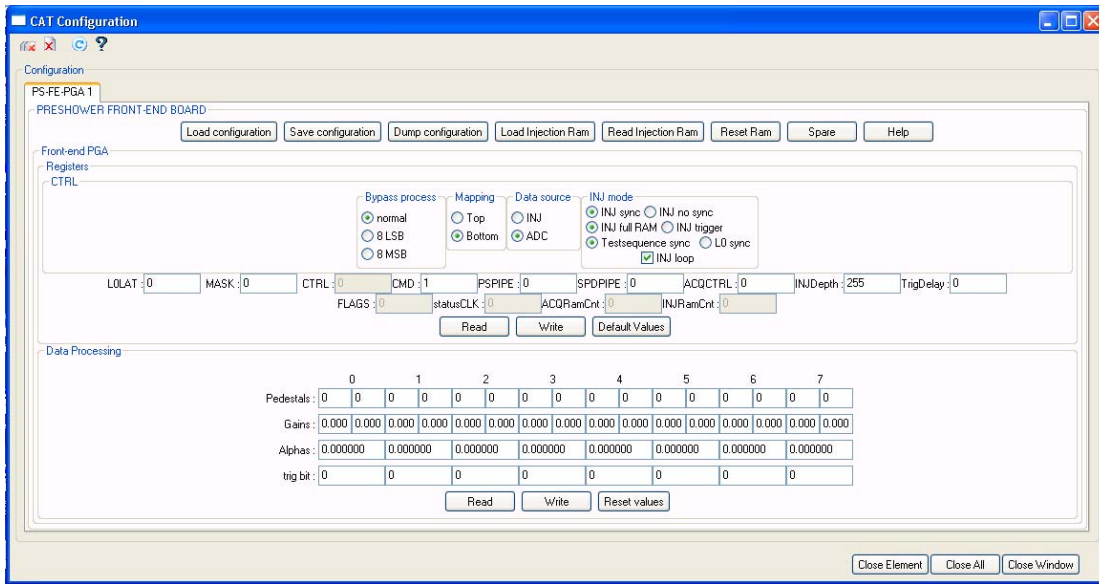 CAT Configuration
Configuration
PS-FE-PGA 1
PRESHOWER FRONT-END BOARD
Load configuration Save configuration Dump configuration Load Injection Ram Read Injection Ram Reset Ram Spare Help
Front-end PGA
Registers
CTRL
Bypass process Mapping Data source INJ mode
normal Top INJ INJ sync INJ no sync
8 LSB Bottom ADC INJ full RAM INJ trigger
8 MSB Testsequence sync L0 sync
INJ loop
L0LAT : 0 MASK : 0 CTRL : 0 CMD : 1 PSPIPE : 0 SPDPIPE : 0 ACQCTRL : 0 INJDepth : 255 TrigDelay : 0
FLAGS : 0 statusCLK : 0 ACQRamCnt : 0 INJRamCnt : 0
Read Write Default Values
Data Processing
0 1 2 3 4 5 6 7
Pedestals : 0 0 0 0 0 0 0 0 0 0 0 0 0 0 0 0
Gains : 0.000 0.000 0.000 0.000 0.000 0.000 0.000 0.000 0.000 0.000 0.000 0.000 0.000 0.000 0.000 0.000
Alphas : 0.000000 0.000000 0.000000 0.000000 0.000000 0.000000 0.000000 0.000000
trig bit : 0 0 0 0 0 0 0 0
Read Write Reset values
Close Element Close All Close Window